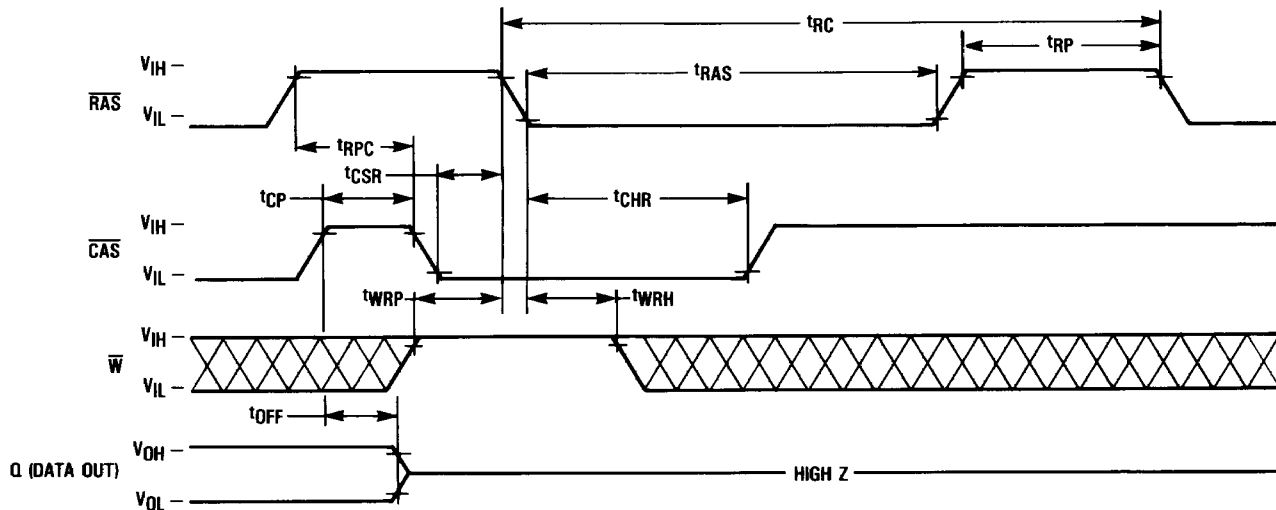 tRC
tRP
VIH
tRAS
RAS
VIL
tRPC
tCSR
tCP
tCHR
VIH
CAS
VIL
tWRP
tWRH
VIH
W
VIL
tOFF
VOH
Q (DATA OUT)
HIGH Z
VOL